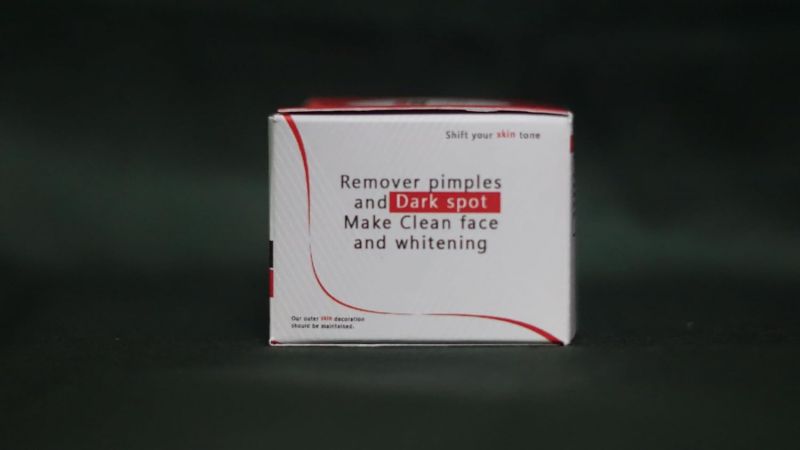 Shift your skin tone
Remover pimples
and Dark spot
Make Clean face
and whitening
Our outer skin decoration
should be maintained.